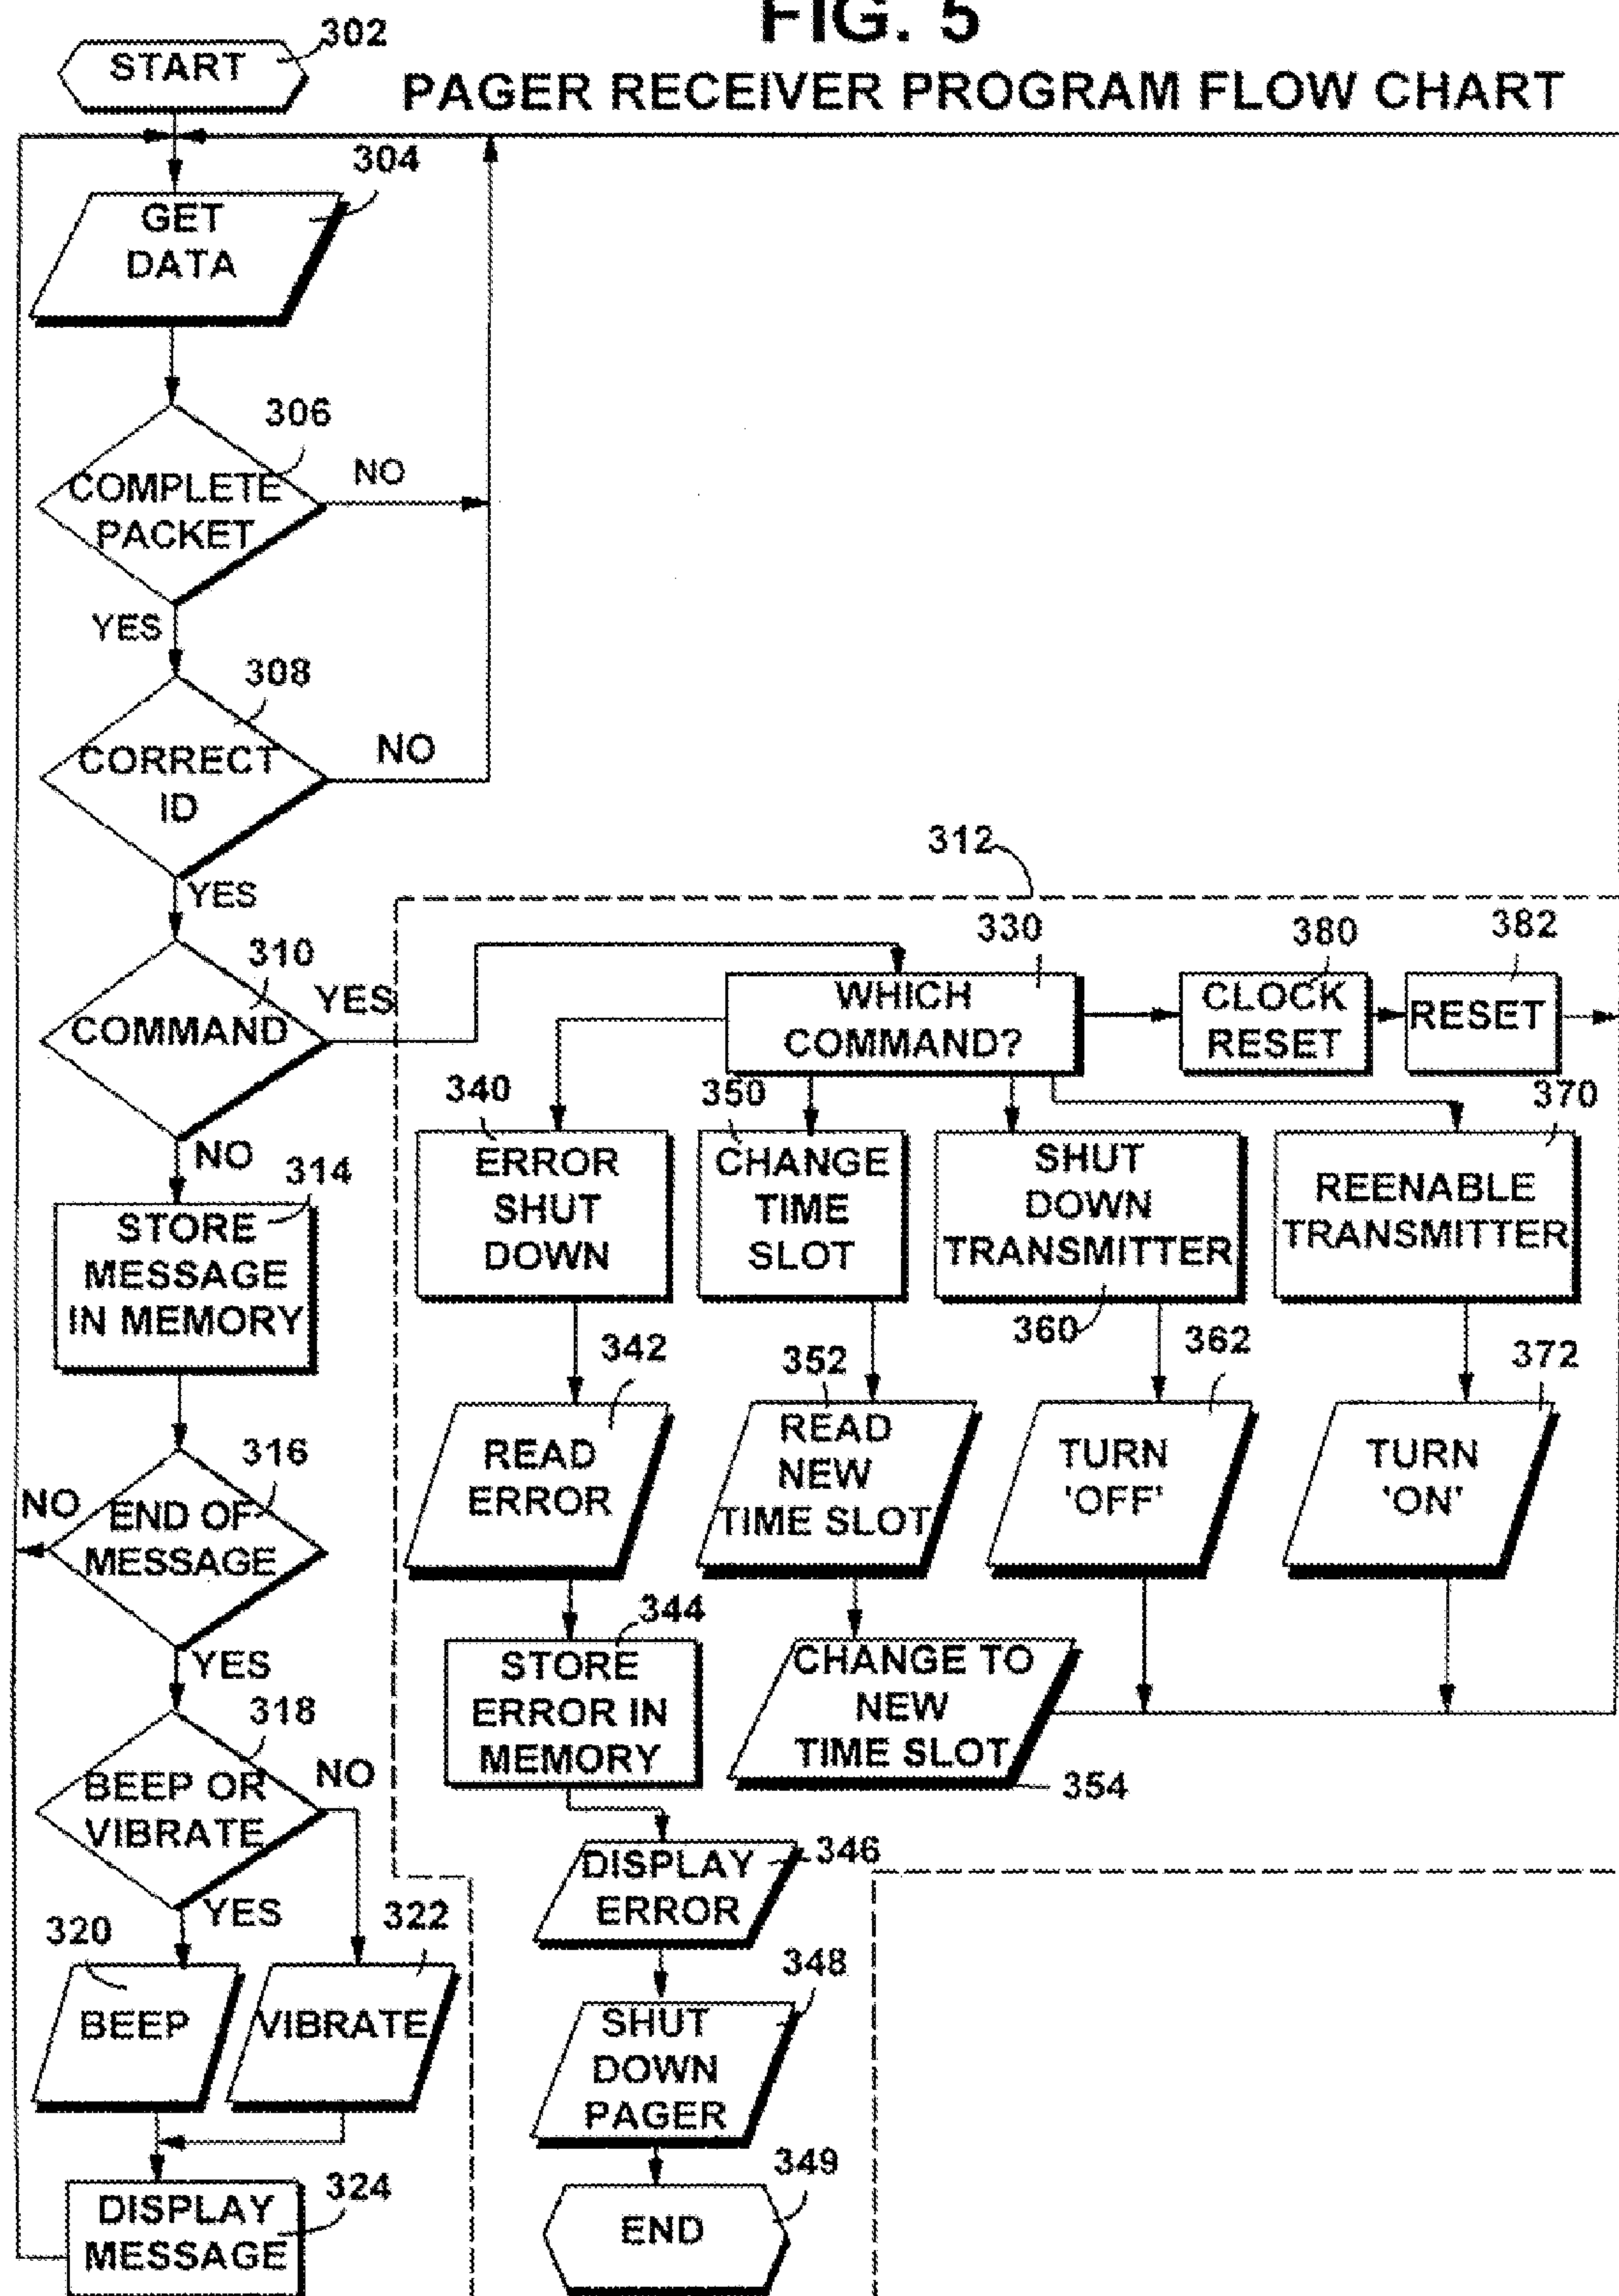 FIG. 5
PAGER RECEIVER PROGRAM FLOW CHART
302
START
304
GET
DATA
306
COMPLETE
PACKET
NO
YES
308
CORRECT
ID
NO
YES
310
COMMAND
YES
NO
312
330
WHICH
COMMAND?
380
CLOCK
RESET
382
RESET
314
STORE
MESSAGE
IN MEMORY
316
END OF
MESSAGE
NO
YES
318
BEEP OR
VIBRATE
NO
YES
320
BEEP
322
VIBRATE
324
DISPLAY
MESSAGE
340
ERROR
SHUT
DOWN
342
READ
ERROR
344
STORE
ERROR IN
MEMORY
346
DISPLAY
ERROR
348
SHUT
DOWN
PAGER
349
END
350
CHANGE
TIME
SLOT
352
READ
NEW
TIME SLOT
CHANGE TO
NEW
TIME SLOT
354
SHUT
DOWN
TRANSMITTER
360
362
TURN
'OFF'
370
REENABLE
TRANSMITTER
372
TURN
'ON'